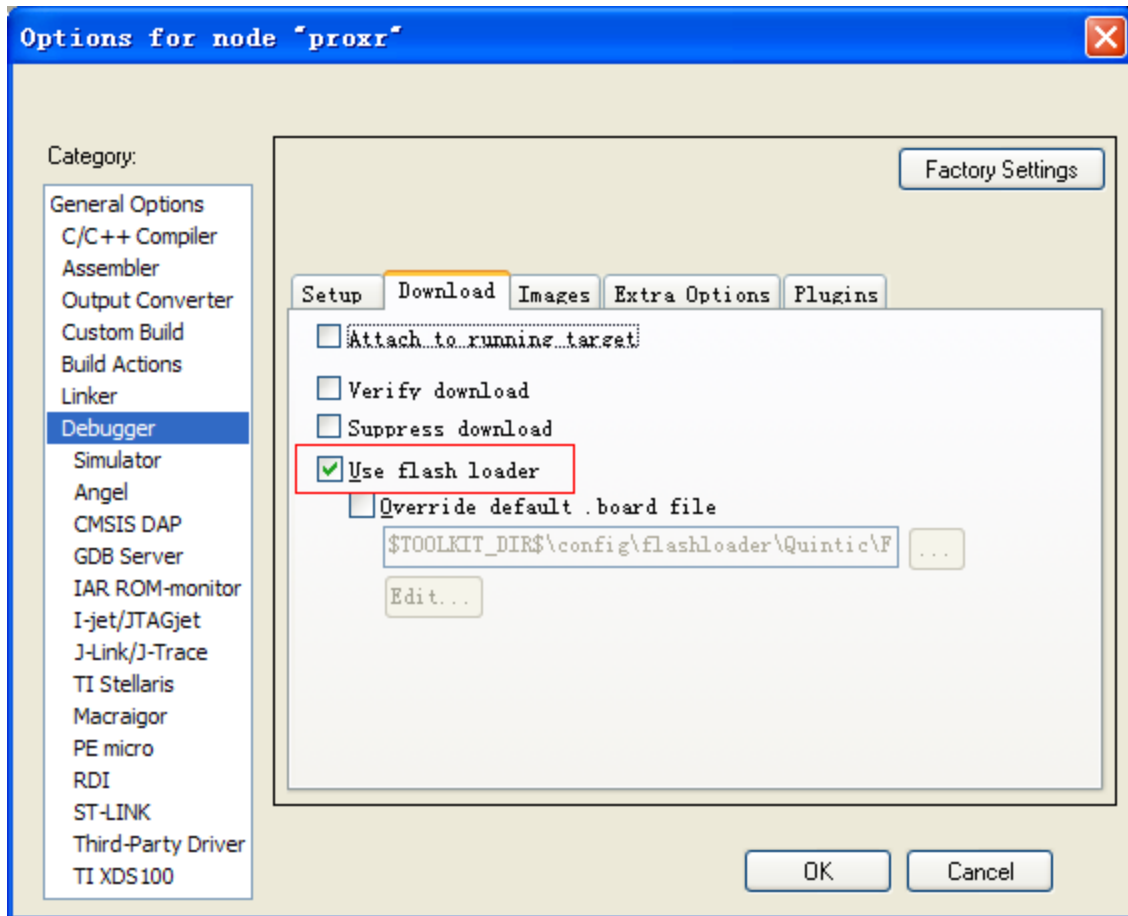 Options for node "proxr"
Category:
Factory Settings
General Options
C/C++ Compiler
Assembler
Output Converter
Custom Build
Build Actions
Linker
Debugger
Simulator
Angel
CMSIS DAP
GDB Server
IAR ROM-monitor
I-jet/JTAGjet
J-Link/J-Trace
TI Stellaris
Macraigor
PE micro
RDI
ST-LINK
Third-Party Driver
TI XDS100
Setup Download Images Extra Options Plugins
Attach to running target
Verify download
Suppress download
Use flash loader
Override default .board file
$TOOLKIT_DIR$\config\flashloader\Quintic\F ...
Edit...
OK Cancel